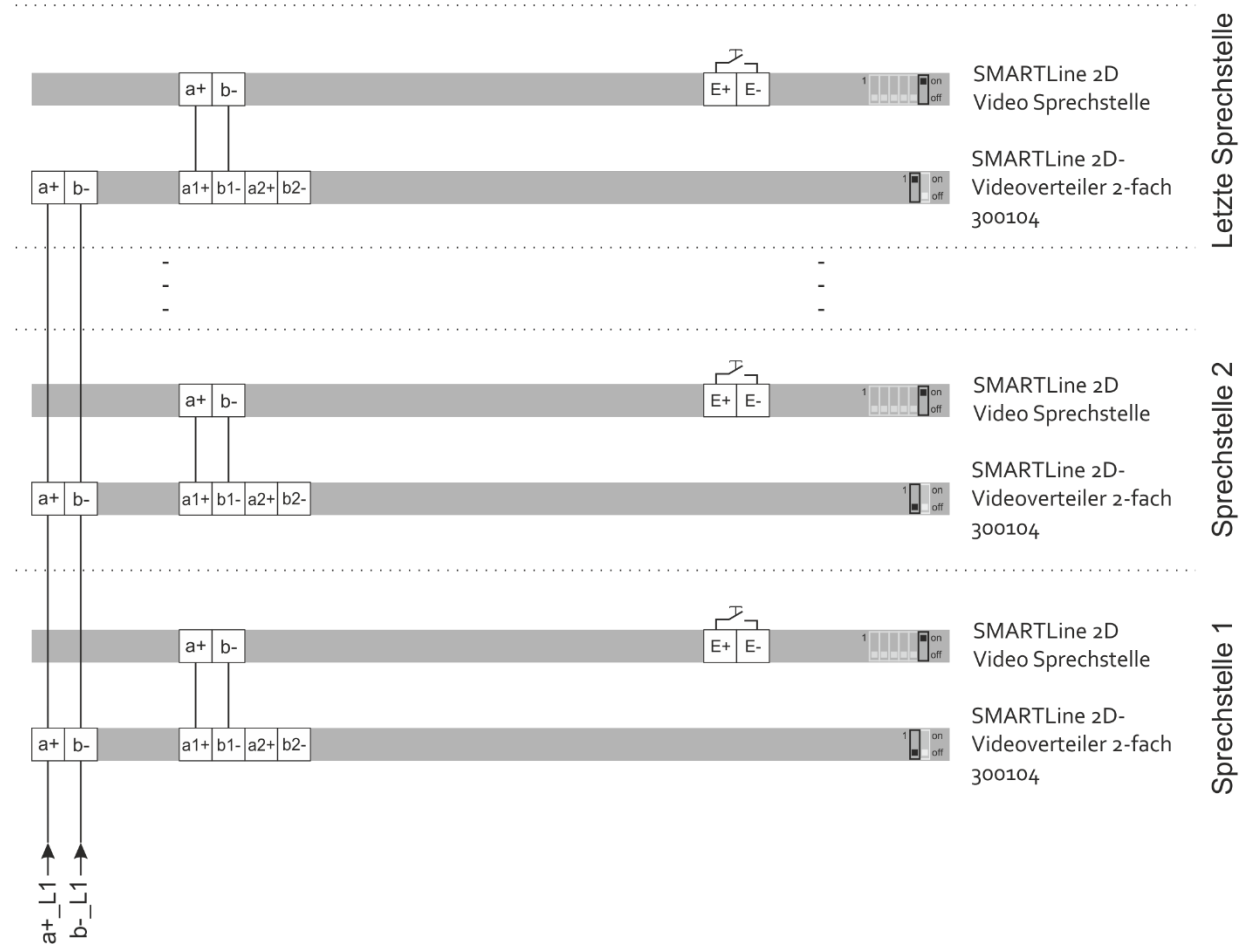 Letzte Sprechstelle
a+ b- E+ E- 1 on
off
SMARTLine 2D
Video Sprechstelle
a+ b- a1+ b1- a2+ b2- 1 on
off
SMARTLine 2D-
Videoverteiler 2-fach
300104
- -
- -
- -
Sprechstelle 2
a+ b- E+ E- 1 on
off
SMARTLine 2D
Video Sprechstelle
a+ b- a1+ b1- a2+ b2- 1 on
off
SMARTLine 2D-
Videoverteiler 2-fach
300104
Sprechstelle 1
a+ b- E+ E- 1 on
off
SMARTLine 2D
Video Sprechstelle
a+ b- a1+ b1- a2+ b2- 1 on
off
SMARTLine 2D-
Videoverteiler 2-fach
300104
a+_L1
b-_L1